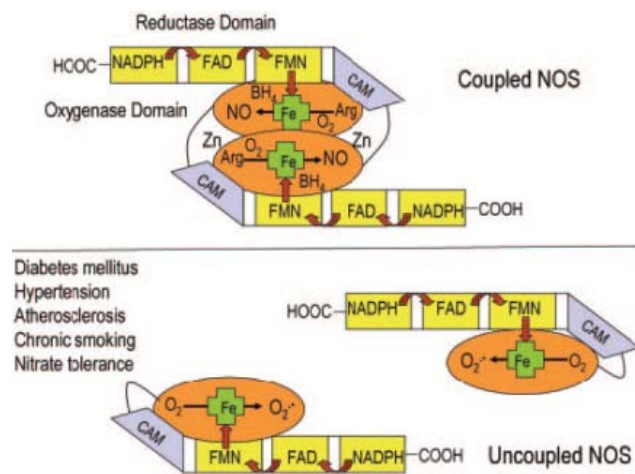 Reductase Domain
HOOC NADPH FAD FMN CAM
Coupled NOS
Oxygenase Domain
BH4
NO Fe Arg
O2
Zn Zn
O2
Arg Fe NO
CAM BH4
FMN FAD NADPH COOH
Diabetes mellitus
Hypertension
Atherosclerosis
Chronic smoking
Nitrate tolerance
HOOC NADPH FAD FMN CAM
O2·- Fe O2
O2 Fe O2·-
CAM
FMN FAD NADPH COOH
Uncoupled NOS